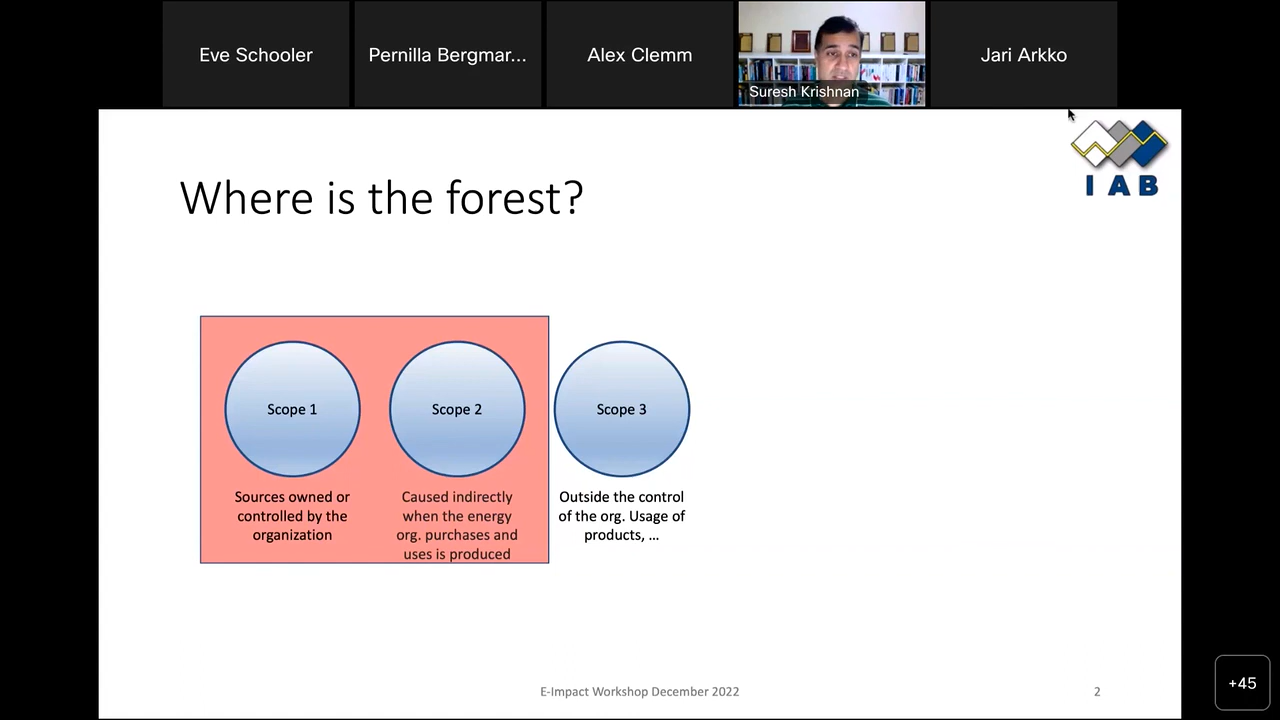 Eve Schooler
Pernilla Bergmar...
Alex Clemm
Suresh Krishnan
Jari Arkko
I A B
Where is the forest?
Scope 1
Scope 2
Scope 3
Sources owned or
controlled by the
organization
Caused indirectly
when the energy
org. purchases and
uses is produced
Outside the control
of the org. Usage of
products, ...
E-Impact Workshop December 2022
2
+45